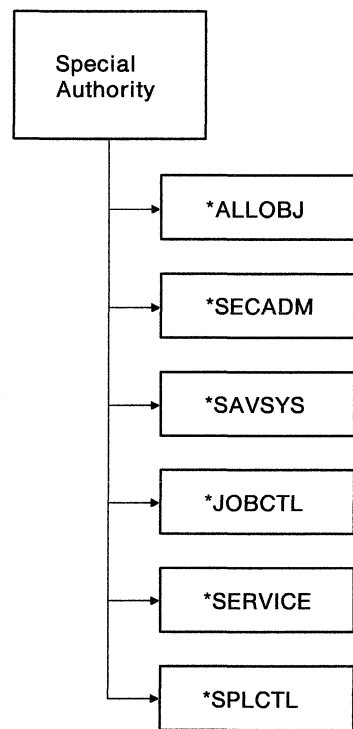 Special
Authority
*ALLOBJ
*SECADM
*SAVSYS
*JOBCTL
*SERVICE
*SPLCTL